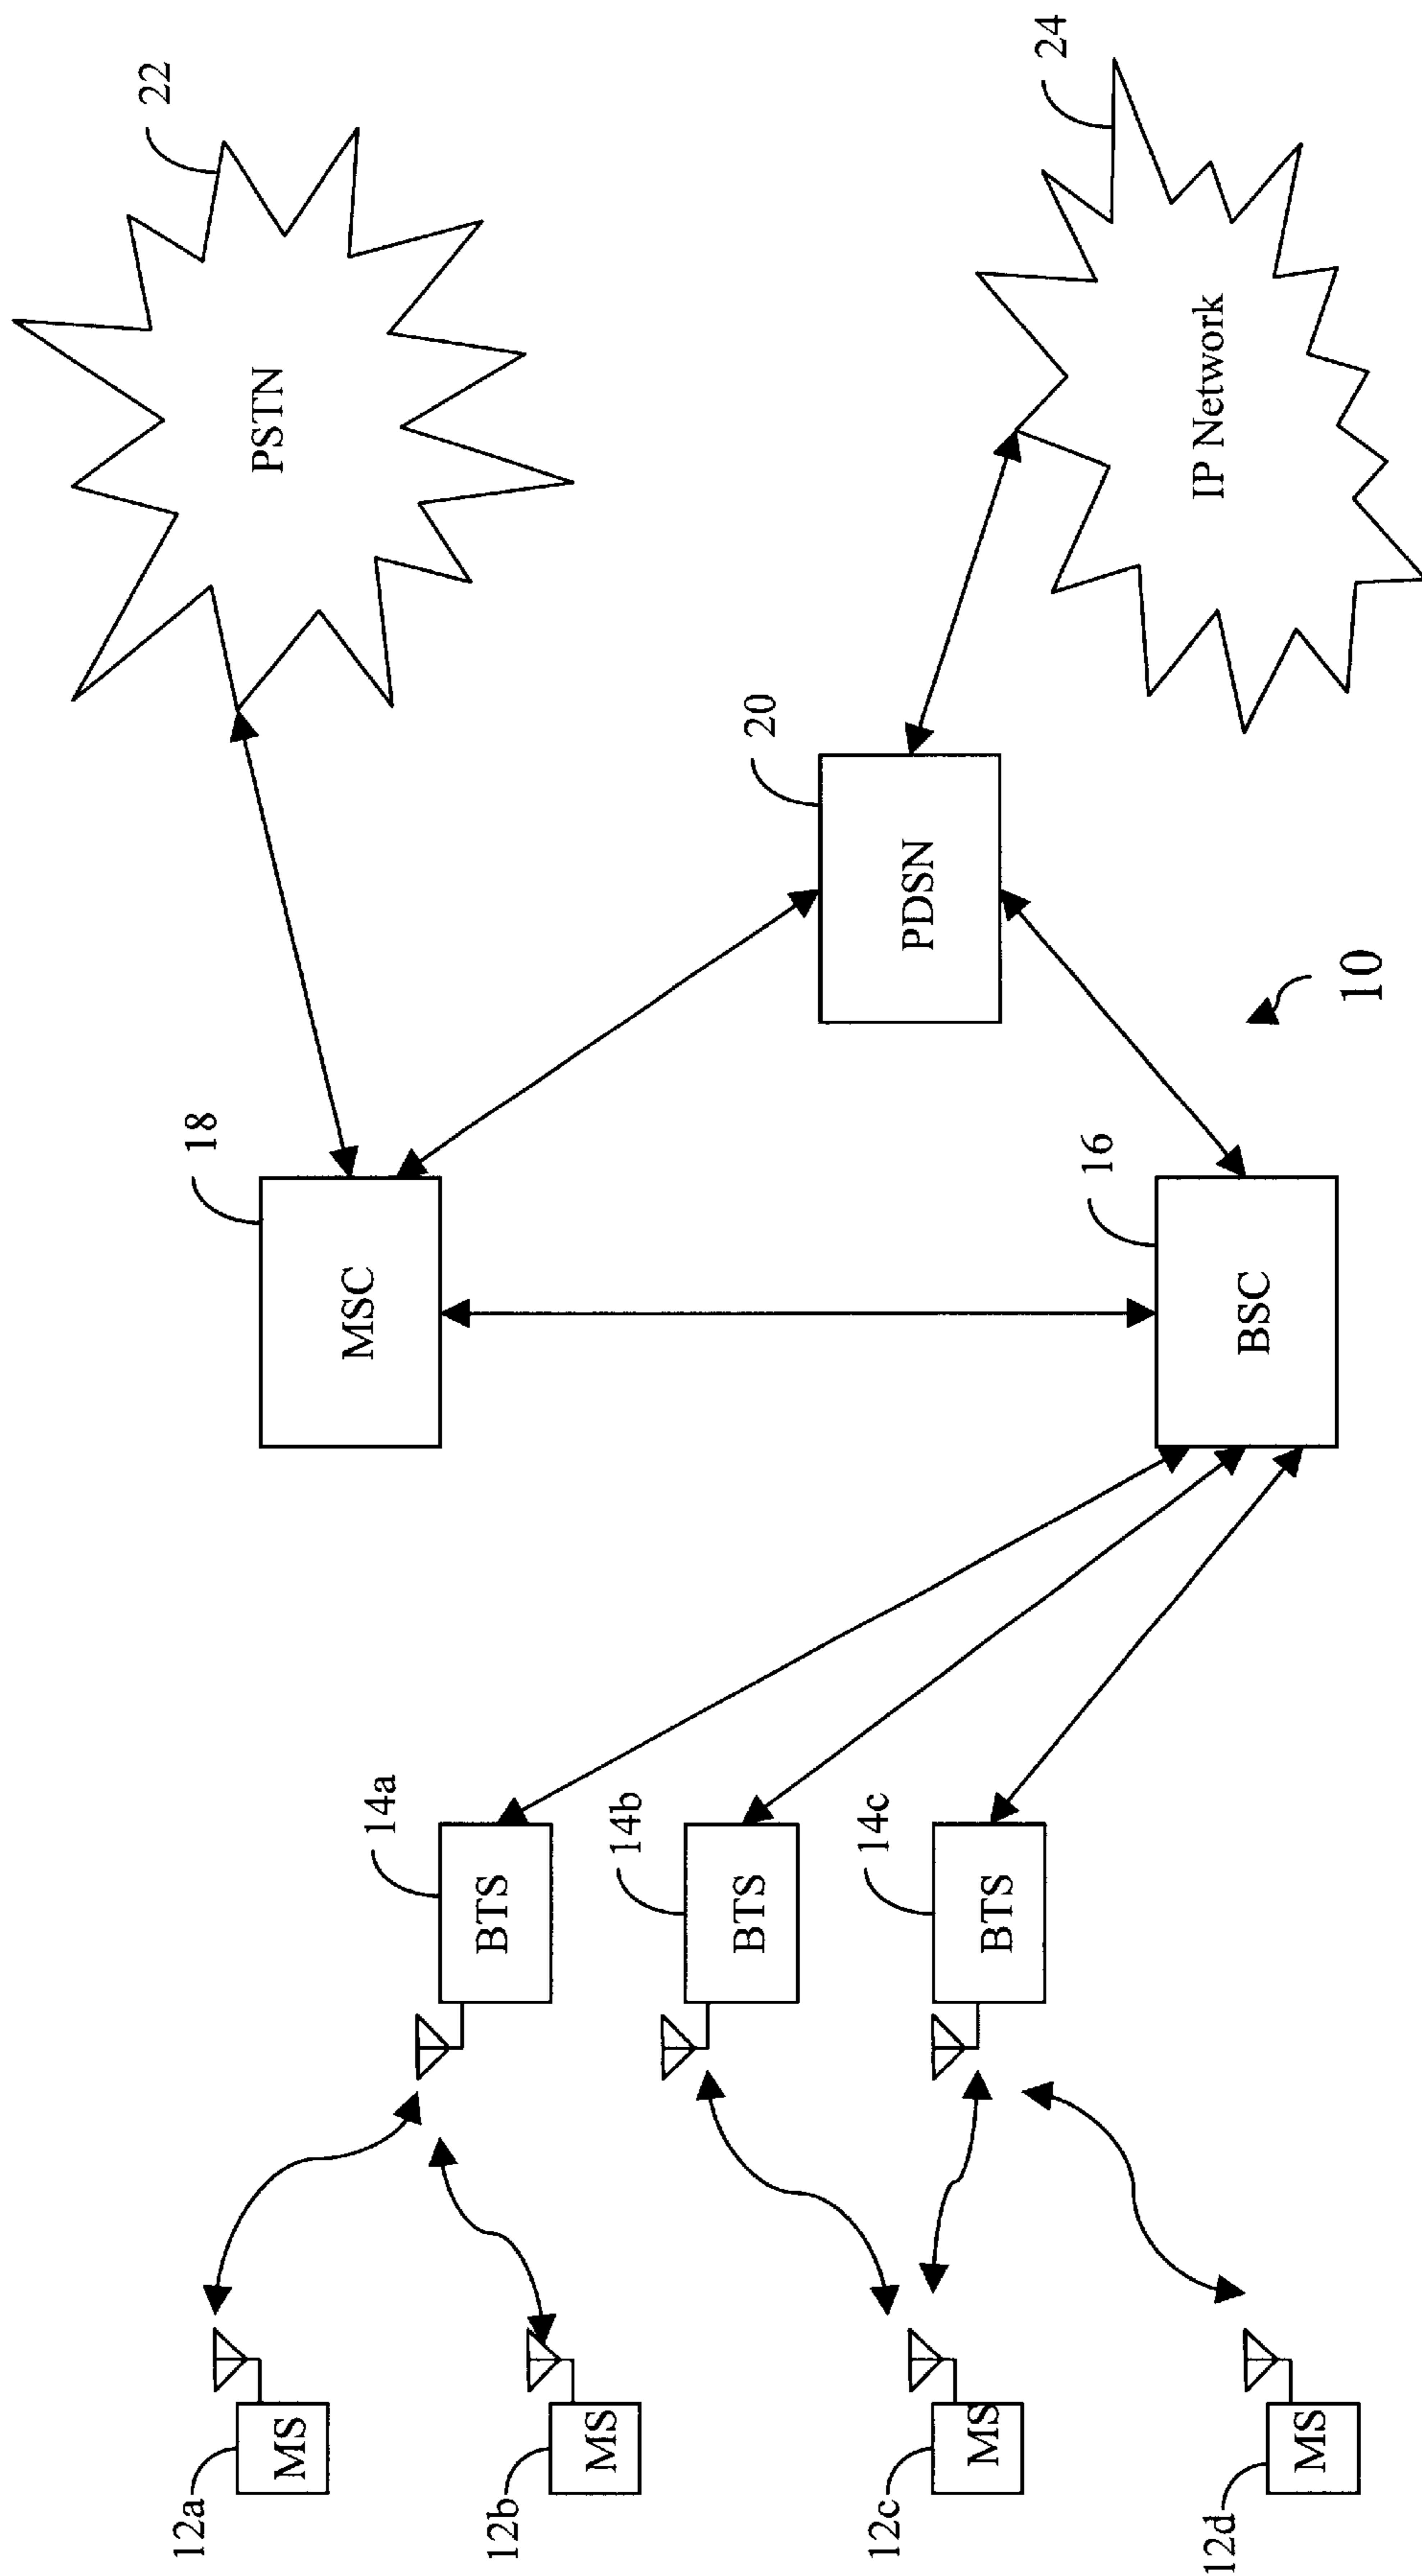 12a
MS
12b
MS
12c
MS
12d
MS
14a
BTS
14b
BTS
14c
BTS
18
MSC
16
BSC
10
20
PDSN
22
PSTN
24
IP Network